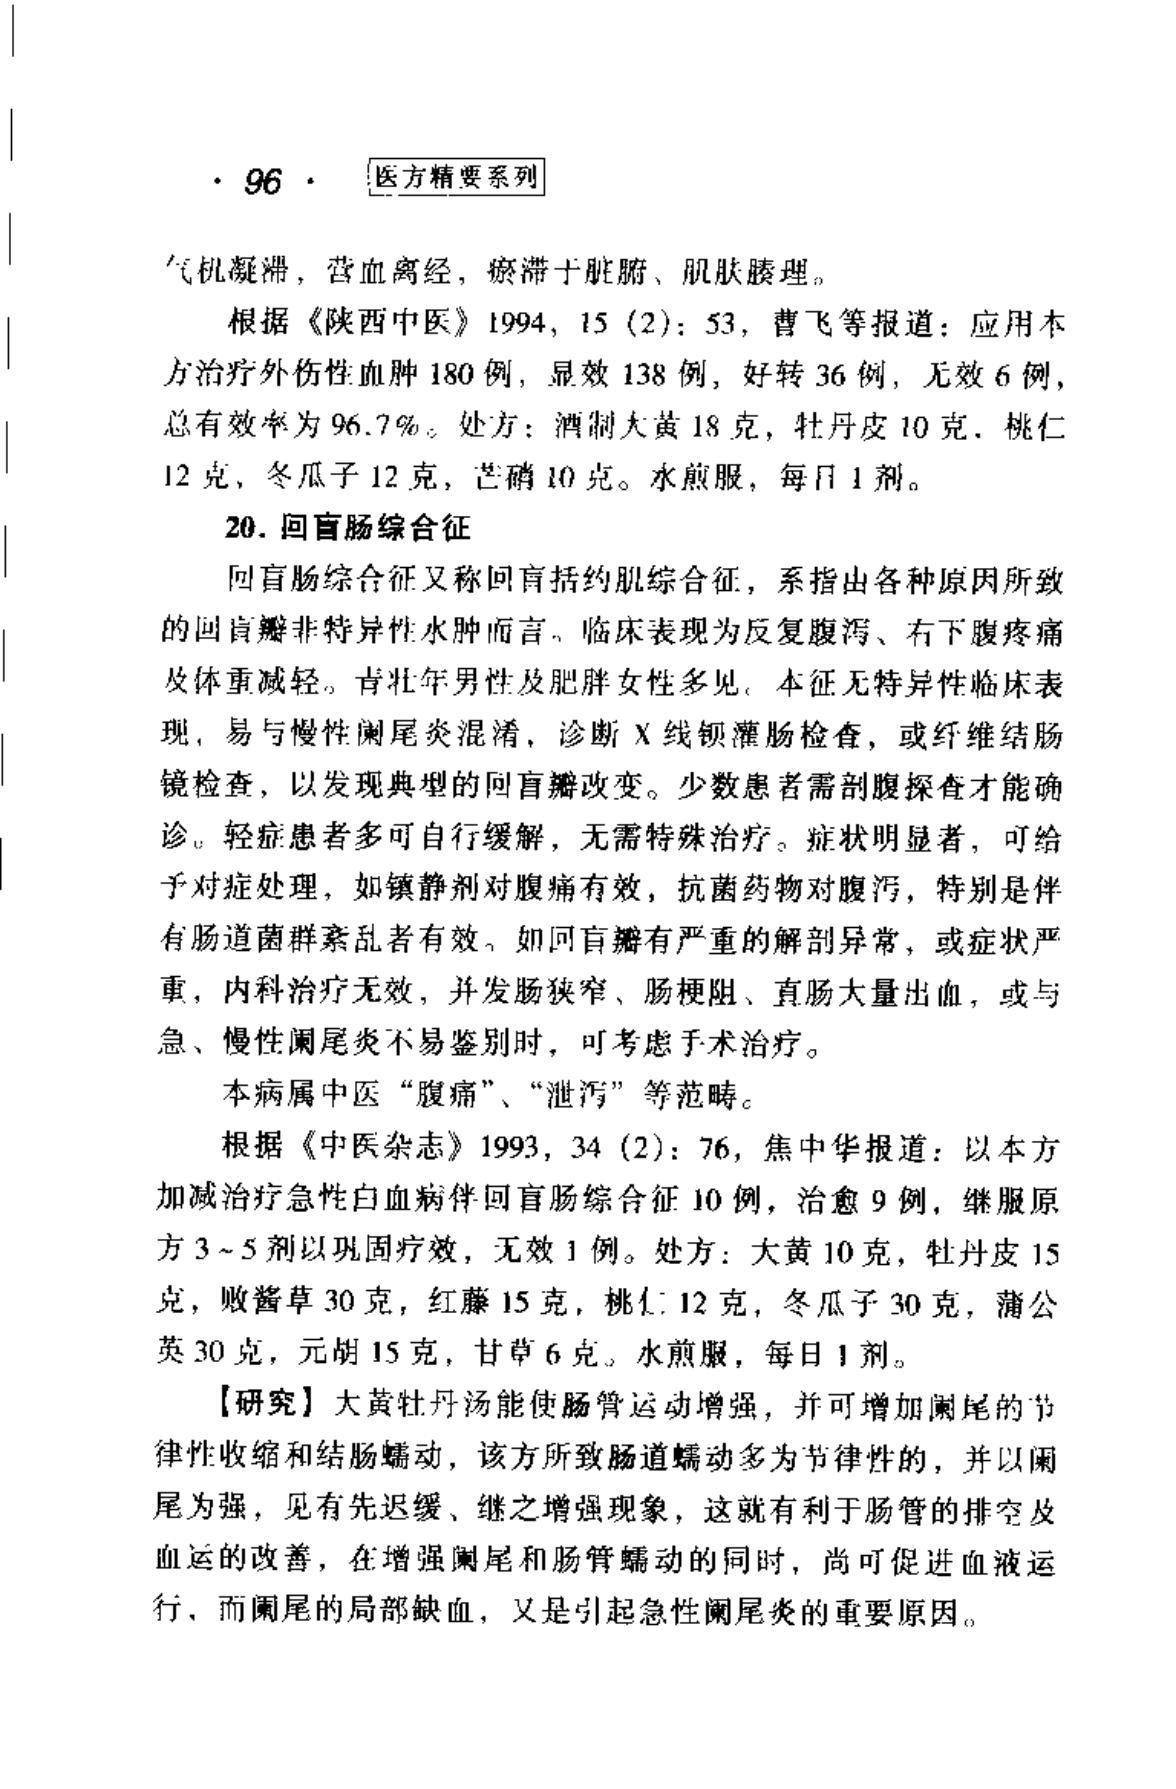 · 96 · 医方精要系列
气机凝滞，营血离经，瘀滞于脏腑、肌肤腠理。
根据《陕西中医》1994，15（2）：53，曹飞等报道：应用本
方治疗外伤性血肿 180 例，显效 138 例，好转 36 例，无效 6 例，
总有效率为 96.7%。处方：酒制大黄 18 克，牡丹皮 10 克，桃仁
12 克，冬瓜子 12 克，芒硝 10 克。水煎服，每日 1 剂。
20. 回盲肠综合征
回盲肠综合征又称回盲括约肌综合征，系指由各种原因所致
的回盲瓣非特异性水肿而言。临床表现为反复腹泻、右下腹疼痛
及体重减轻。青壮年男性及肥胖女性多见。本征无特异性临床表
现，易与慢性阑尾炎混淆，诊断 X 线钡灌肠检查，或纤维结肠
镜检查，以发现典型的回盲瓣改变。少数患者需剖腹探查才能确
诊。轻症患者多可自行缓解，无需特殊治疗。症状明显者，可给
予对症处理，如镇静剂对腹痛有效，抗菌药物对腹泻，特别是伴
有肠道菌群紊乱者有效。如回盲瓣有严重的解剖异常，或症状严
重，内科治疗无效，并发肠狭窄、肠梗阻、直肠大量出血，或与
急、慢性阑尾炎不易鉴别时，可考虑手术治疗。
本病属中医“腹痛”、“泄泻”等范畴。
根据《中医杂志》1993，34（2）：76，焦中华报道：以本方
加减治疗急性白血病伴回盲肠综合征 10 例，治愈 9 例，继服原
方 3～5 剂以巩固疗效，无效 1 例。处方：大黄 10 克，牡丹皮 15
克，败酱草 30 克，红藤 15 克，桃仁 12 克，冬瓜子 30 克，蒲公
英 30 克，元胡 15 克，甘草 6 克。水煎服，每日 1 剂。
【研究】大黄牡丹汤能使肠管运动增强，并可增加阑尾的节
律性收缩和结肠蠕动，该方所致肠道蠕动多为节律性的，并以阑
尾为强，见有先迟缓、继之增强现象，这就有利于肠管的排空及
血运的改善，在增强阑尾和肠管蠕动的同时，尚可促进血液运
行，而阑尾的局部缺血，又是引起急性阑尾炎的重要原因。